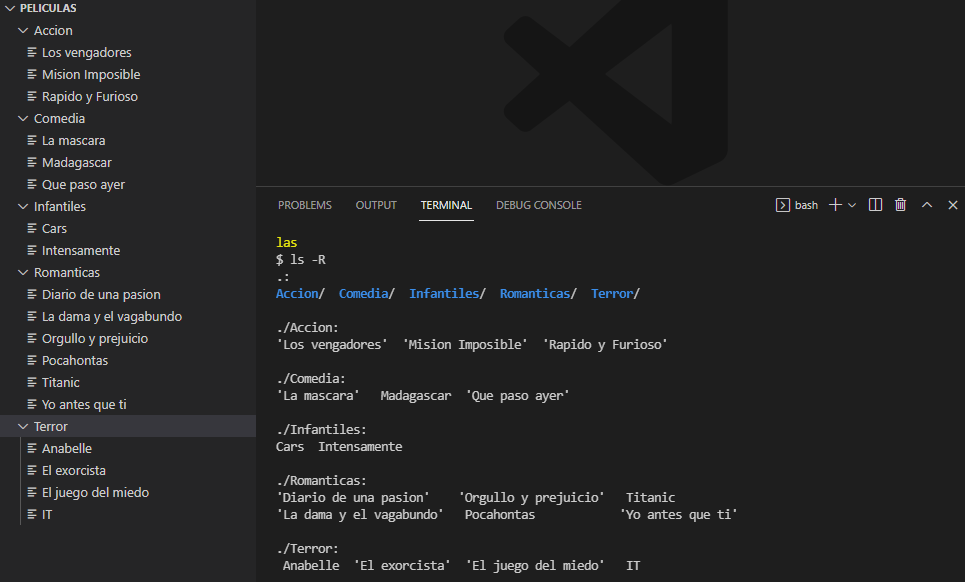 PELICULAS
Accion
Los vengadores
Mision Imposible
Rapido y Furioso
Comedia
La mascara
Madagascar
Que paso ayer
Infantiles
Cars
Intensamente
Romanticas
Diario de una pasion
La dama y el vagabundo
Orgullo y prejuicio
Pocahontas
Titanic
Yo antes que ti
Terror
Anabelle
El exorcista
El juego del miedo
IT
PROBLEMS OUTPUT TERMINAL DEBUG CONSOLE bash
las
$ ls -R
.:
Accion/ Comedia/ Infantiles/ Romanticas/ Terror/
./Accion:
'Los vengadores' 'Mision Imposible' 'Rapido y Furioso'
./Comedia:
'La mascara' Madagascar 'Que paso ayer'
./Infantiles:
Cars Intensamente
./Romanticas:
'Diario de una pasion' 'Orgullo y prejuicio' Titanic
'La dama y el vagabundo' Pocahontas 'Yo antes que ti'
./Terror:
Anabelle 'El exorcista' 'El juego del miedo' IT